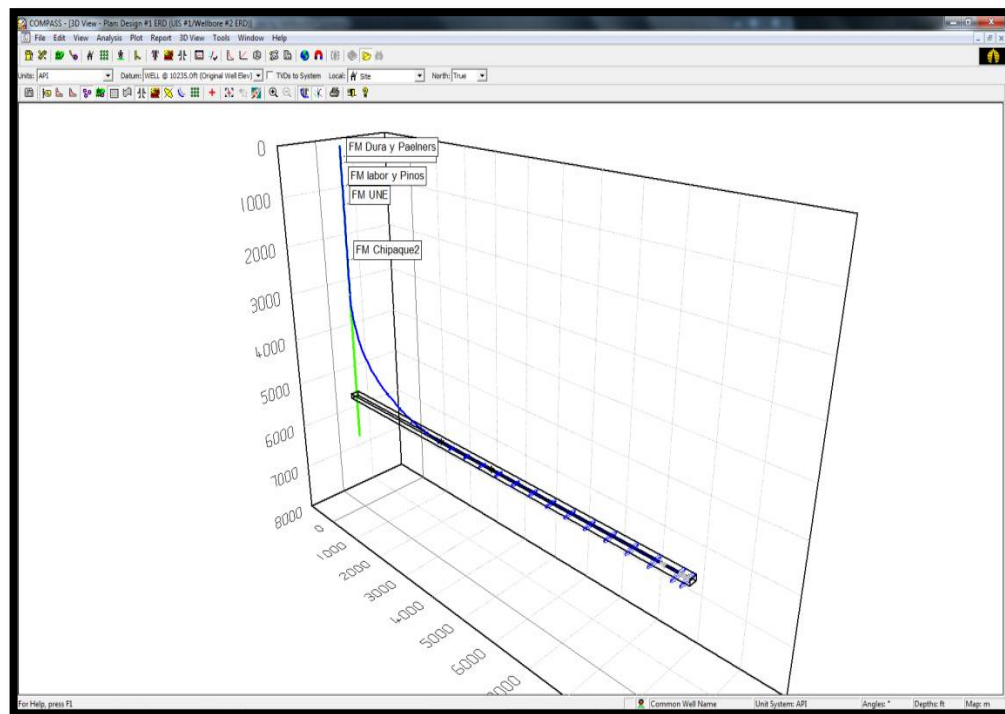 COMPASS - [3D View - Plan: Design #1 ERD (UIS #1/Wellbore #2 ERD)]
File Edit View Analysis Plot Report 3D View Tools Window Help
Units: API Datum: WELL @ 10235.0ft (Original Well Elev) TVDs to System Local: Site North: True
0
FM Dura y Paelners
FM labor y Pinos
1000
FM UNE
2000
FM Chipaque2
3000
4000
5000
6000
7000
8000
0
1000
2000
3000
4000
5000
6000
For Help, press F1 Common Well Name Unit System: API Angles: ° Depths: ft Map: m